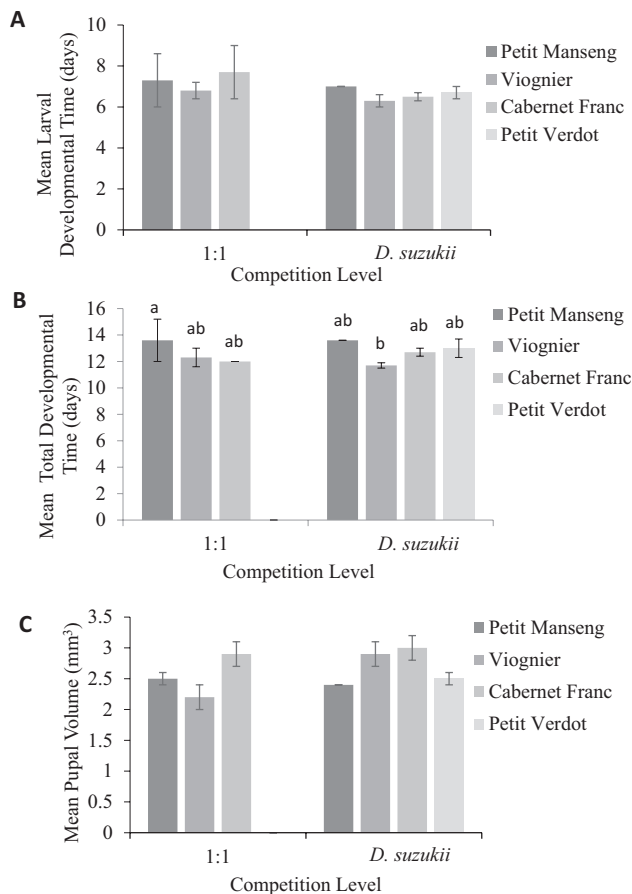 A
Mean Larval
Developmental Time (days)
10
8
6
4
2
0
1:1
D. suzukii
Competition Level
Petit Manseng
Viognier
Cabernet Franc
Petit Verdot
B
Mean Total Developmental
Time (days)
16
14
12
10
8
6
4
2
0
a
ab
ab
ab
b
ab
ab
1:1
D. suzukii
Competition Level
Petit Manseng
Viognier
Cabernet Franc
Petit Verdot
C
Mean Pupal Volume (mm³)
3.5
3
2.5
2
1.5
1
0.5
0
1:1
D. suzukii
Competition Level
Petit Manseng
Viognier
Cabernet Franc
Petit Verdot